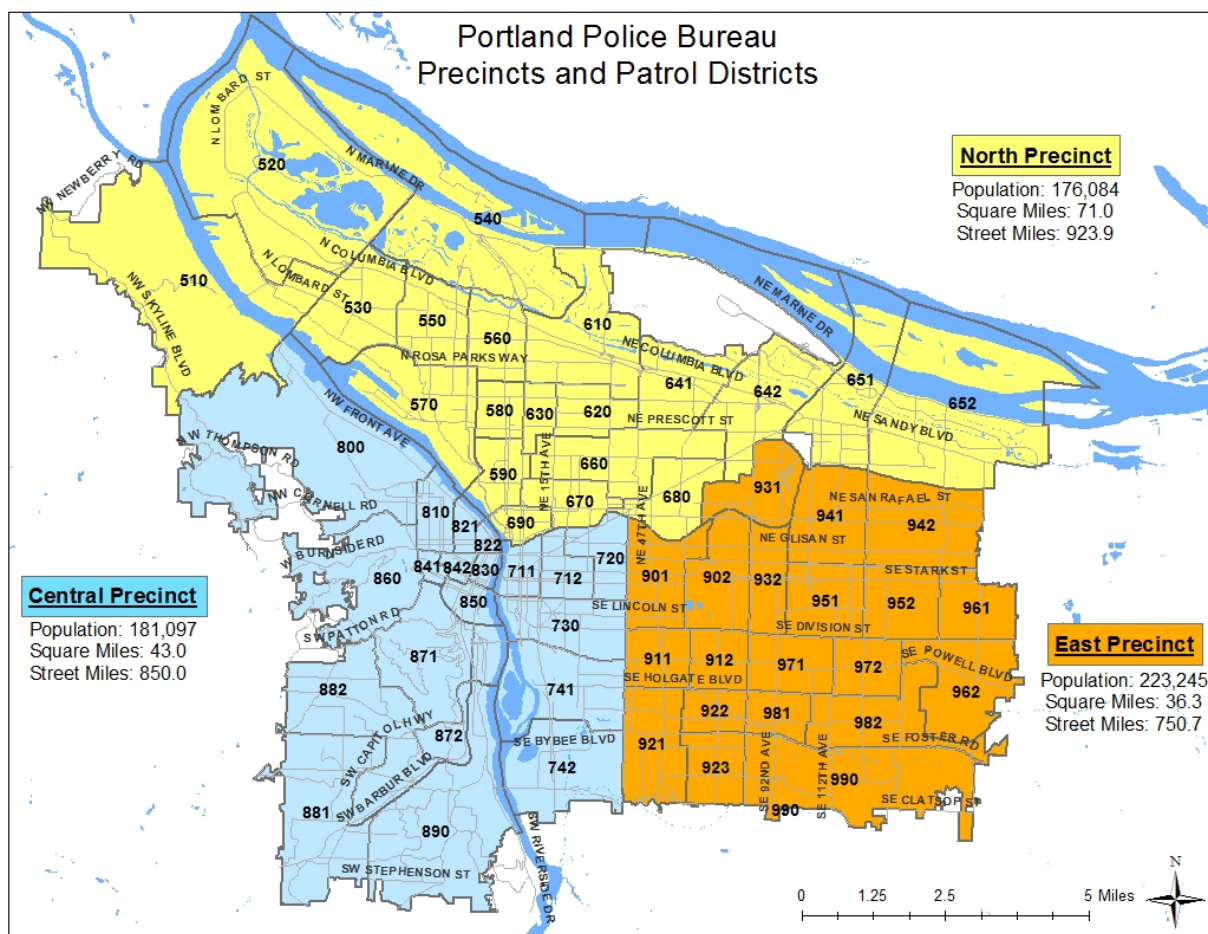 Portland Police Bureau
Precincts and Patrol Districts
North Precinct
Population: 176,084
Square Miles: 71.0
Street Miles: 923.9
Central Precinct
Population: 181,097
Square Miles: 43.0
Street Miles: 850.0
East Precinct
Population: 223,245
Square Miles: 36.3
Street Miles: 750.7
N LOMBARD ST
520
N MARINE DR
NW NEWBERRY RD
540
510
N COLUMBIA BLVD
N LOMBARD ST
NW SKYLINE BLVD
530
550
560
610
NE MARINE DR
NE COLUMBIA BLVD
N ROSA PARKS WAY
641
642
651
652
570
580
630
620
NE PRESCOTT ST
NE SANDY BLVD
NW FRONT AVE
NW THOMPSON RD
800
590
NE 15TH AVE
660
670
680
690
NE 47TH AVE
931
NW CORNELL RD
810
821
822
NE SAN RAFAEL ST
941
942
NE GLISAN ST
W BURNSIDE RD
860
841
842
830
711
712
720
901
902
932
SE STARK ST
951
952
961
850
SE LINCOLN ST
730
SE DIVISION ST
SW PATTON RD
871
911
912
971
972
SE POWELL BLVD
SE HOLGATE BLVD
962
882
741
922
981
982
SE FOSTER RD
SW CAPITOL HWY
872
SE BYBEE BLVD
921
923
SE 92ND AVE
SE 112TH AVE
742
SW BARBUR BLVD
990
881
890
990
SE CLATSOP ST
SW STEPHENSON ST
SW RIVERSIDE DR
N
0 1.25 2.5 5 Miles